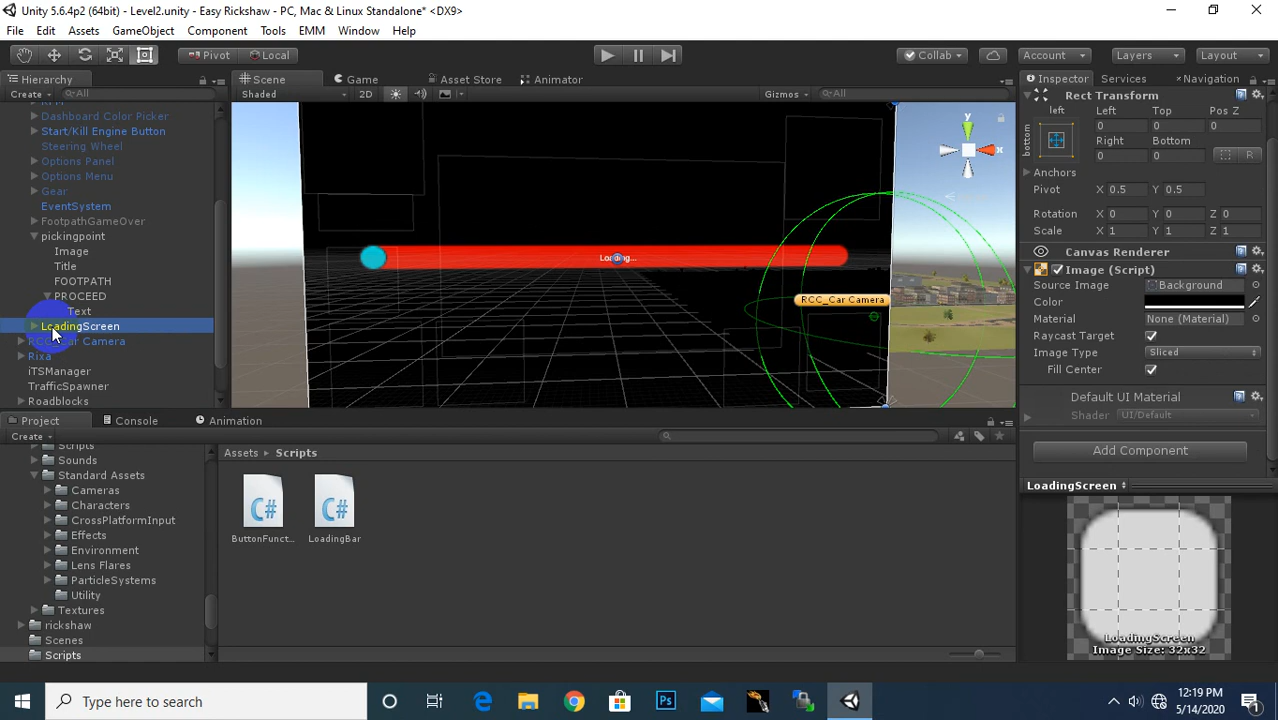 Unity 5.6.4p2 (64bit) - Level2.unity - Easy Rickshaw - PC, Mac & Linux Standalone* <DX9>
File Edit Assets GameObject Component Tools EMM Window Help
Pivot Local Collab Account Layers Layout
Hierarchy Scene Game Asset Store Animator Inspector Services Navigation
Create All Shaded 2D Gizmos All Rect Transform
left Left Top Pos Z
0 0 0
bottom Right Bottom
0 0 R
Anchors
Pivot X 0.5 Y 0.5
Rotation X 0 Y 0 Z 0
Scale X 1 Y 1 Z 1
Canvas Renderer
Image (Script)
Source Image Background
Color
Material None (Material)
Raycast Target
Image Type Sliced
Fill Center
Default UI Material
Shader UI/Default
Add Component
LoadingScreen
LoadingScreen
Image Size: 32x32
Dashboard Color Picker
Start/Kill Engine Button
Steering Wheel
Options Panel
Options Menu
Gear
EventSystem
FootpathGameOver
pickingpoint
Image
Title
FOOTPATH
PROCEED
Text
LoadingScreen
RCC_Car Camera
Rixa
iTSManager
TrafficSpawner
Roadblocks
y
x
Loading...
RCC_Car Camera
Project Console Animation
Create
Scripts
Sounds
Standard Assets
Cameras
Characters
CrossPlatformInput
Effects
Environment
Lens Flares
ParticleSystems
Utility
Textures
rickshaw
Scenes
Scripts
Assets Scripts
C# C#
ButtonFunct... LoadingBar
Type here to search
12:19 PM
5/14/2020